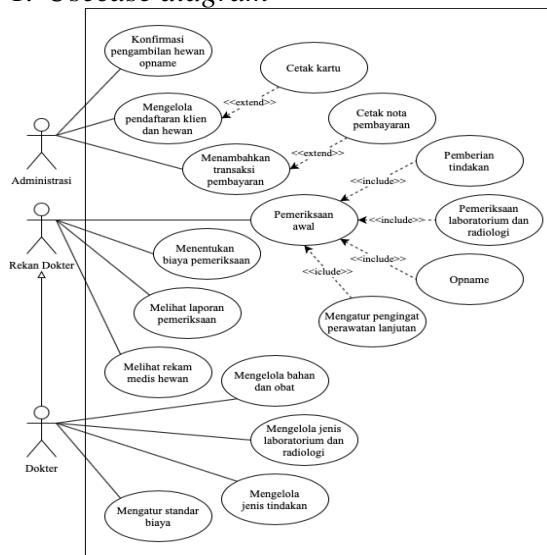 1. Usecase diagram
Konfirmasi
pengambilan hewan
opname
Cetak kartu
<<extend>>
Mengelola
pendaftaran klien
dan hewan
Cetak nota
pembayaran
<<extend>>
Menambahkan
transaksi
pembayaran
Administrasi
Pemberian
tindakan
<<include>>
Pemeriksaan
awal
<<include>>
Pemeriksaan
laboratorium dan
radiologi
Rekan Dokter
Menentukan
biaya pemeriksaan
<<include>>
Opname
<<iclude>>
Melihat laporan
pemeriksaan
Mengatur pengingat
perawatan lanjutan
Melihat rekam
medis hewan
Mengelola bahan
dan obat
Mengelola jenis
laboratorium dan
radiologi
Dokter
Mengelola
jenis tindakan
Mengatur standar
biaya